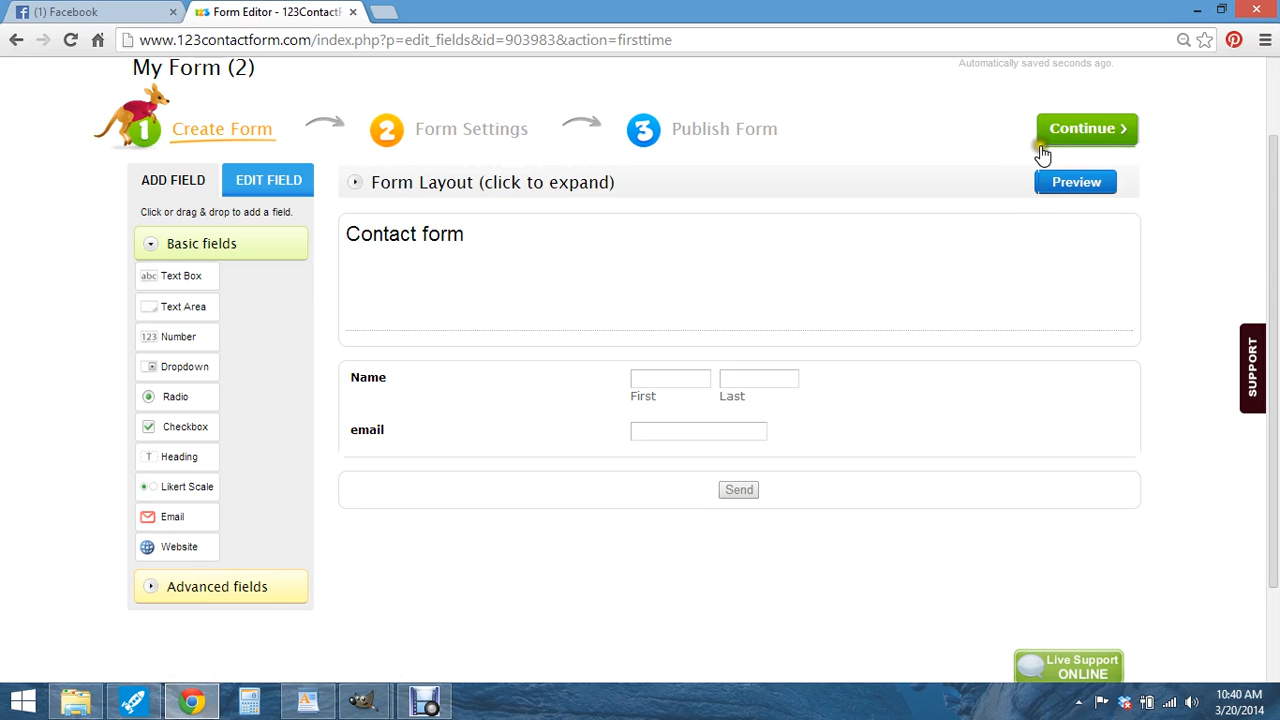 (1) Facebook
Form Editor - 123ContactF
www.123contactform.com/index.php?p=edit_fields&id=903983&action=firsttime
My Form (2)
Automatically saved seconds ago.
1 Create Form
2 Form Settings
3 Publish Form
Continue
ADD FIELD
EDIT FIELD
Form Layout (click to expand)
Preview
Click or drag & drop to add a field.
Basic fields
Contact form
abc Text Box
Text Area
123 Number
Dropdown
Radio
Checkbox
T Heading
Likert Scale
Email
Website
Advanced fields
Name
First
Last
email
Send
SUPPORT
Live Support
ONLINE
10:40 AM
3/20/2014